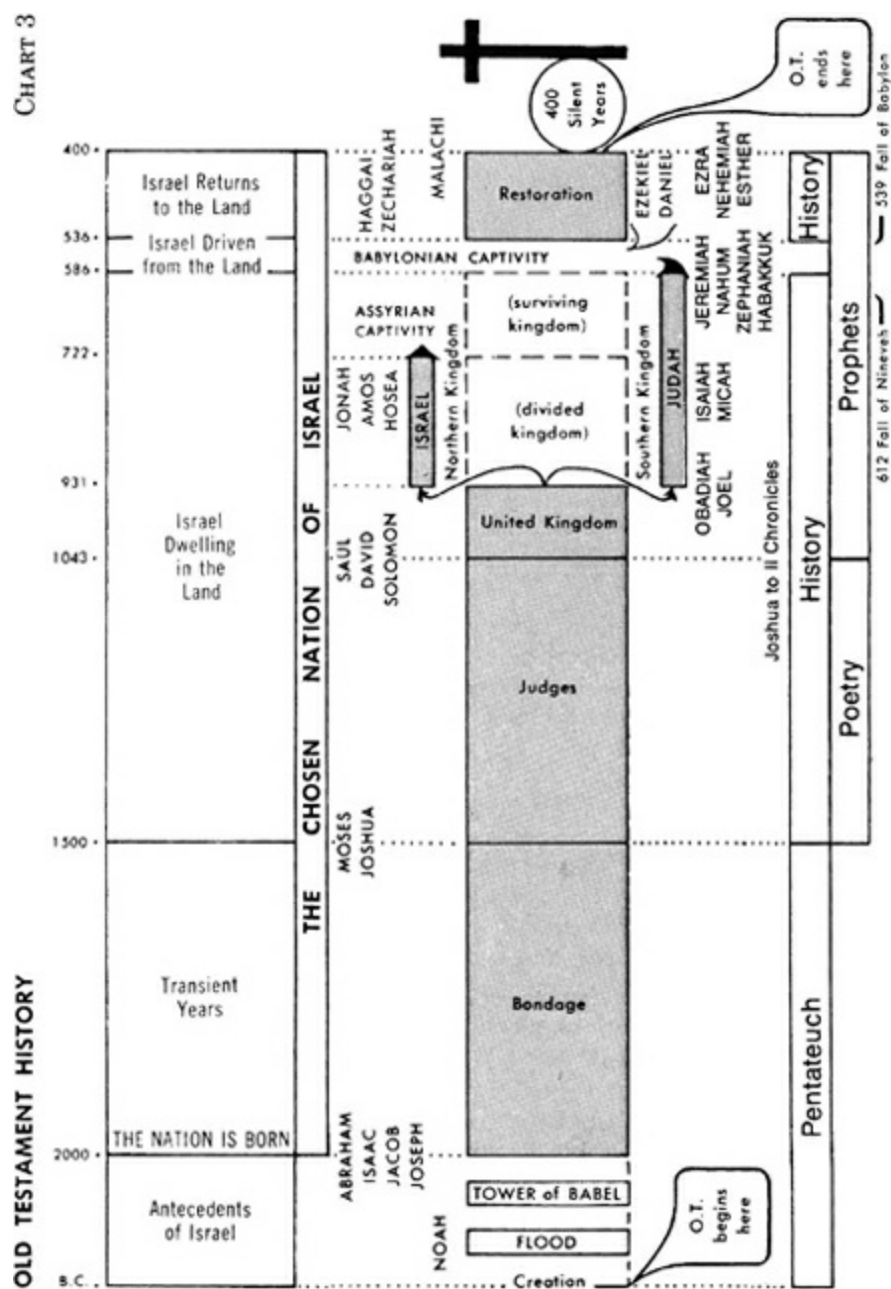 CHART 3
OLD TESTAMENT HISTORY
400
536
586
722
931
1043
1500
2000
B.C.
Israel Returns
to the Land
Israel Driven
from the Land
Israel
Dwelling
in the
Land
Transient
Years
THE NATION IS BORN
Antecedents
of Israel
THE CHOSEN NATION OF ISRAEL
HAGGAI
ZECHARIAH
MALACHI
BABYLONIAN CAPTIVITY
ASSYRIAN
CAPTIVITY
JONAH
AMOS
HOSEA
SAUL
DAVID
SOLOMON
MOSES
JOSHUA
ABRAHAM
ISAAC
JACOB
JOSEPH
NOAH
ISRAEL
Northern Kingdom
400
Silent
Years
Restoration
(surviving
kingdom)
(divided
kingdom)
United Kingdom
Judges
Bondage
TOWER of BABEL
FLOOD
Creation
Southern Kingdom
JUDAH
EZEKIEL
DANIEL
EZRA
NEHEMIAH
ESTHER
JEREMIAH
NAHUM
ZEPHANIAH
HABAKKUK
ISAIAH
MICAH
OBADIAH
JOEL
O.T.
ends
here
O.T.
begins
here
Joshua to II Chronicles
History
History
Pentateuch
Prophets
Poetry
612 Fall of Nineveh
539 Fall of Babylon